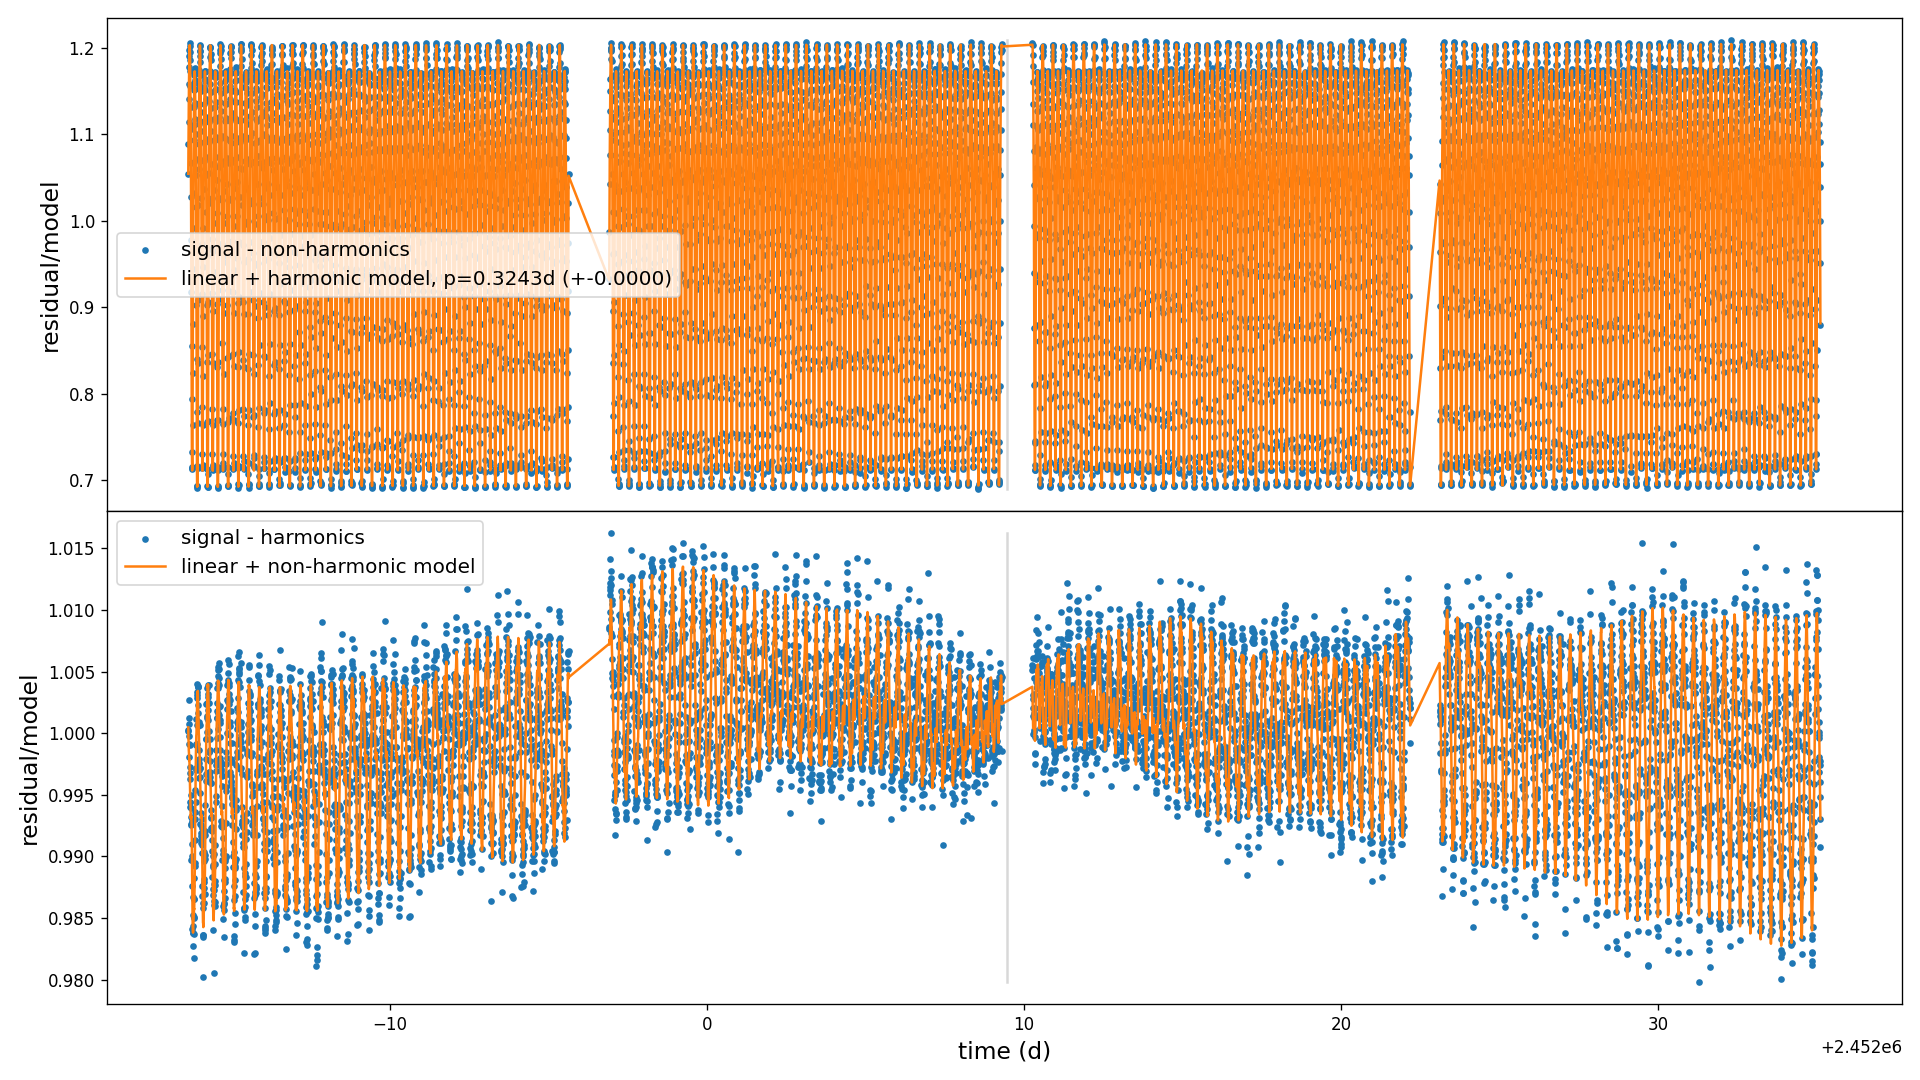 1.2
1.1
1.0
0.9
0.8
0.7
residual/model
signal - non-harmonics
linear + harmonic model, p=0.3243d (+-0.0000)
1.015
1.010
1.005
1.000
0.995
0.990
0.985
0.980
residual/model
signal - harmonics
linear + non-harmonic model
−10
0
10
20
30
time (d)
+2.452e6